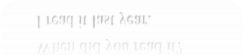 I read it last year.
When did you read it?